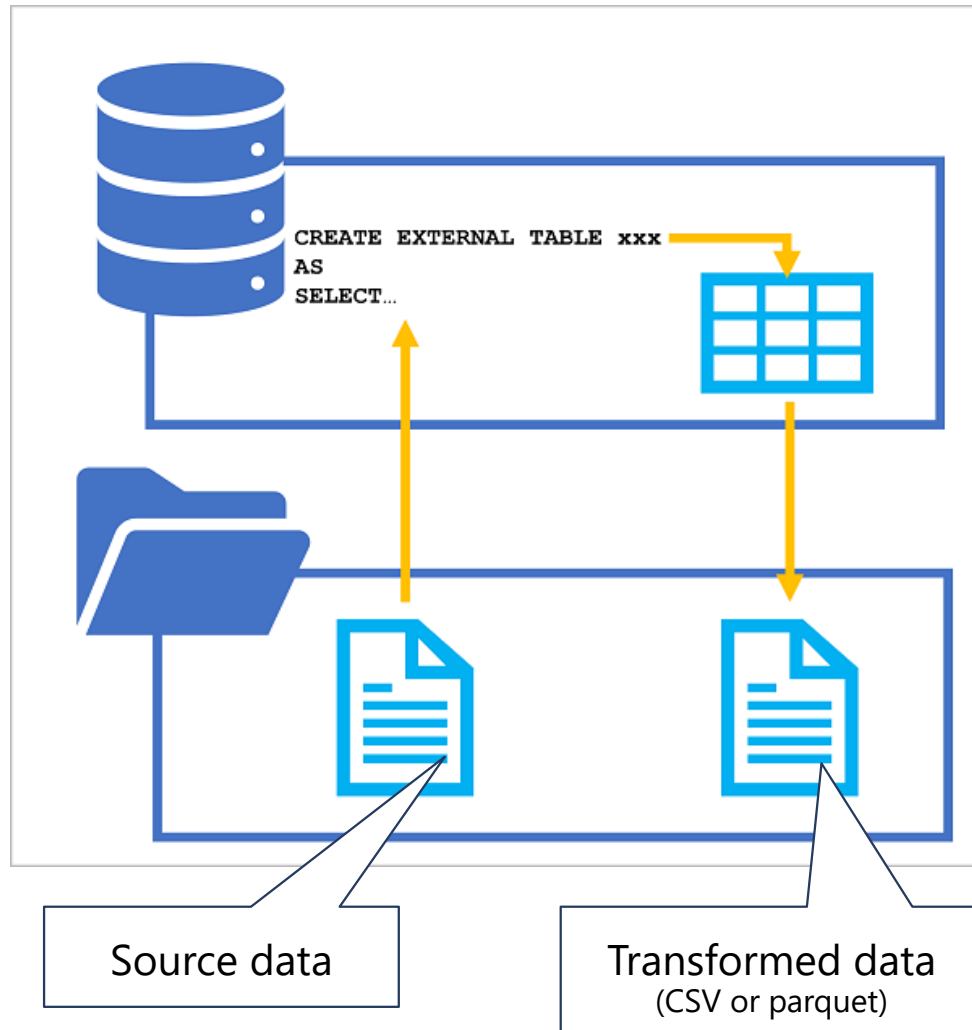 CREATE EXTERNAL TABLE xxx
AS
SELECT…
Source data
Transformed data
(CSV or parquet)